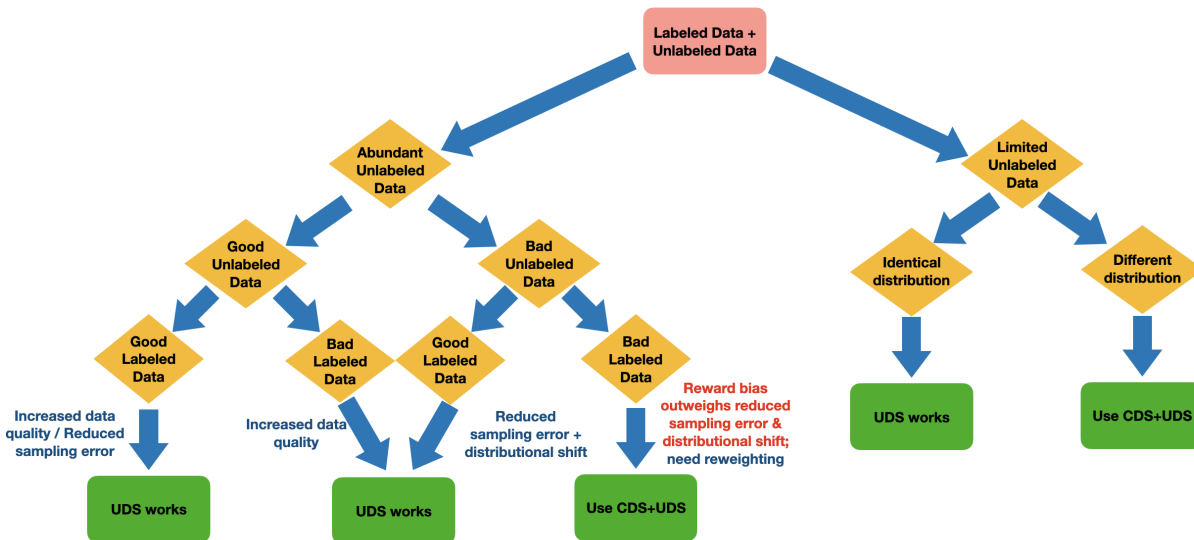 Labeled Data +
Unlabeled Data
Abundant
Unlabeled
Data
Limited
Unlabeled
Data
Good
Unlabeled
Data
Bad
Unlabeled
Data
Identical
distribution
Different
distribution
Good
Labeled
Data
Bad
Labeled
Data
Good
Labeled
Data
Bad
Labeled
Data
Increased data
quality / Reduced
sampling error
Increased data
quality
Reduced
sampling error +
distributional shift
Reward bias
outweighs reduced
sampling error &
distributional shift;
need reweighting
UDS works
Use CDS+UDS
UDS works
UDS works
Use CDS+UDS